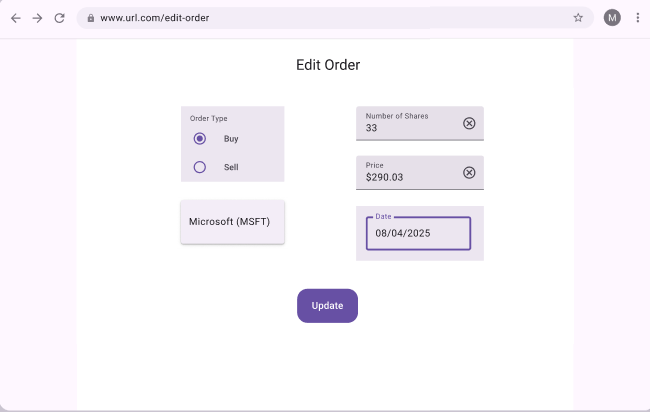 www.url.com/edit-order
M
Edit Order
Order Type
Buy
Sell
Microsoft (MSFT)
Number of Shares
33
Price
$290.03
Date
08/04/2025
Update